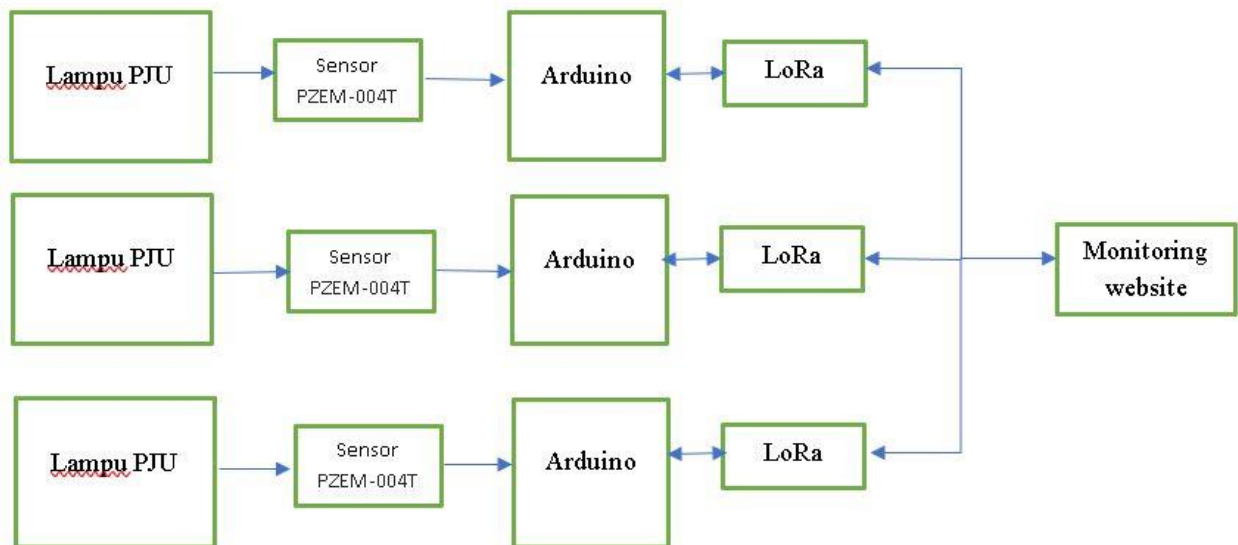 Lampu PJU
Sensor
PZEM-004T
Arduino
LoRa
Lampu PJU
Sensor
PZEM-004T
Arduino
LoRa
Monitoring
website
Lampu PJU
Sensor
PZEM-004T
Arduino
LoRa